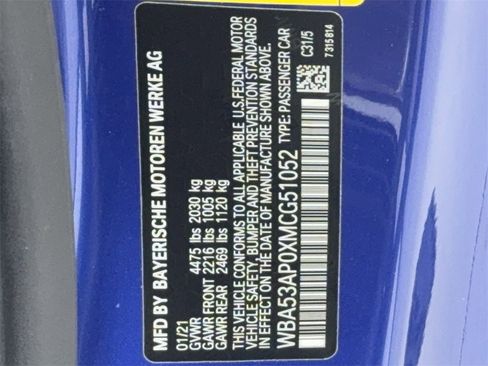 MFD BY BAYERISCHE MOTOREN WERKE AG
01/21
GVWR 4475 lbs 2030 kg
GAWR FRONT 2216 lbs 1005 kg
GAWR REAR 2469 lbs 1120 kg
THIS VEHICLE CONFORMS TO ALL APPLICABLE U.S. FEDERAL MOTOR
VEHICLE SAFETY, BUMPER AND THEFT PREVENTION STANDARDS
IN EFFECT ON THE DATE OF MANUFACTURE SHOWN ABOVE.
WBA53AP0XMCG51052 TYPE: PASSENGER CAR
C31/5
7315814